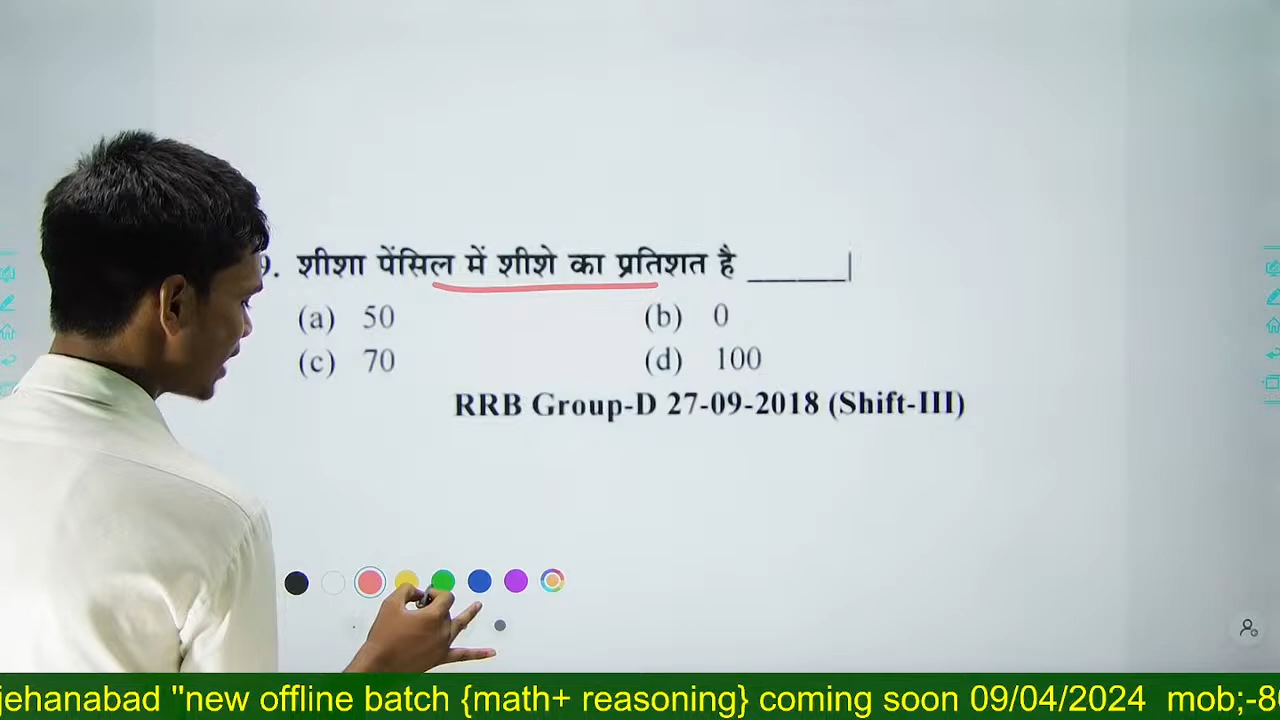 9. शीशा पेंसिल में शीशे का प्रतिशत है ______|
(a) 50 (b) 0
(c) 70 (d) 100
RRB Group-D 27-09-2018 (Shift-III)
jehanabad "new offline batch {math+ reasoning} coming soon 09/04/2024 mob;-8